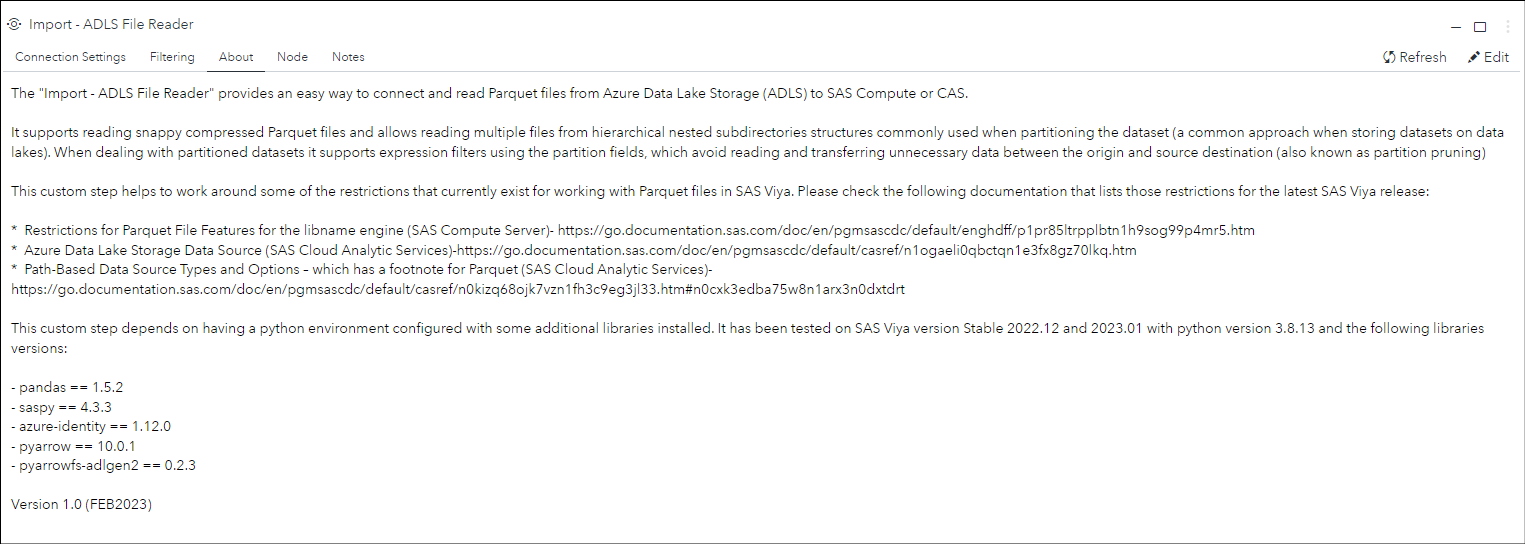 Import - ADLS File Reader
Connection Settings Filtering About Node Notes Refresh Edit
The "Import - ADLS File Reader" provides an easy way to connect and read Parquet files from Azure Data Lake Storage (ADLS) to SAS Compute or CAS.
It supports reading snappy compressed Parquet files and allows reading multiple files from hierarchical nested subdirectories structures commonly used when partitioning the dataset (a common approach when storing datasets on data
lakes). When dealing with partitioned datasets it supports expression filters using the partition fields, which avoid reading and transferring unnecessary data between the origin and source destination (also known as partition pruning)
This custom step helps to work around some of the restrictions that currently exist for working with Parquet files in SAS Viya. Please check the following documentation that lists those restrictions for the latest SAS Viya release:
* Restrictions for Parquet File Features for the libname engine (SAS Compute Server)- https://go.documentation.sas.com/doc/en/pgmsascdc/default/enghdff/p1pr85ltrpplbtn1h9sog99p4mr5.htm
* Azure Data Lake Storage Data Source (SAS Cloud Analytic Services)-https://go.documentation.sas.com/doc/en/pgmsascdc/default/casref/n1ogaeli0qbctqn1e3fx8gz70lkq.htm
* Path-Based Data Source Types and Options – which has a footnote for Parquet (SAS Cloud Analytic Services)-
https://go.documentation.sas.com/doc/en/pgmsascdc/default/casref/n0kizq68ojk7vzn1fh3c9eg3jl33.htm#n0cxk3edba75w8n1arx3n0dxtdrt
This custom step depends on having a python environment configured with some additional libraries installed. It has been tested on SAS Viya version Stable 2022.12 and 2023.01 with python version 3.8.13 and the following libraries
versions:
- pandas == 1.5.2
- saspy == 4.3.3
- azure-identity == 1.12.0
- pyarrow == 10.0.1
- pyarrowfs-adlgen2 == 0.2.3
Version 1.0 (FEB2023)